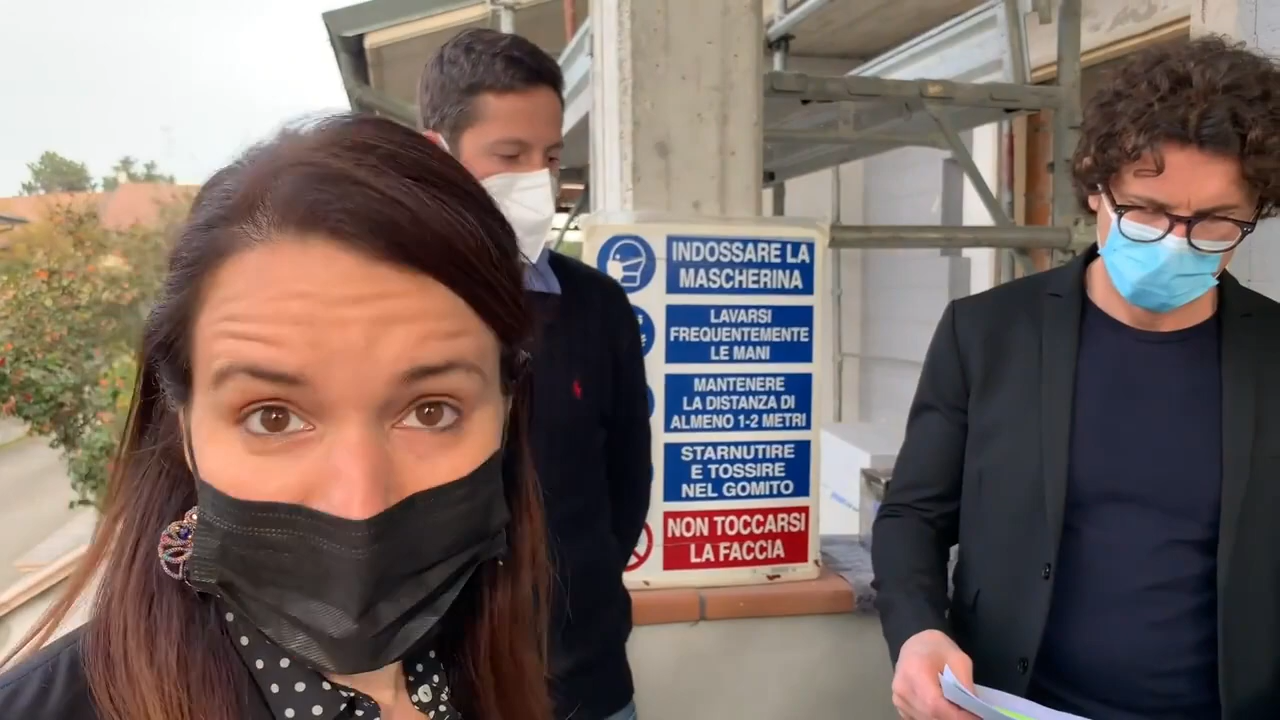 INDOSSARE LA
MASCHERINA
LAVARSI
FREQUENTEMENTE
LE MANI
MANTENERE
LA DISTANZA DI
ALMENO 1-2 METRI
STARNUTIRE
E TOSSIRE
NEL GOMITO
NON TOCCARSI
LA FACCIA